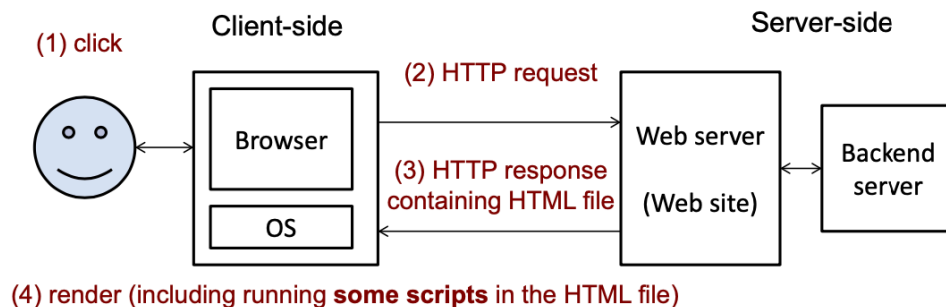 Client-side
Server-side
(1) click
(2) HTTP request
Browser
OS
(3) HTTP response
containing HTML file
Web server
(Web site)
Backend
server
(4) render (including running some scripts in the HTML file)